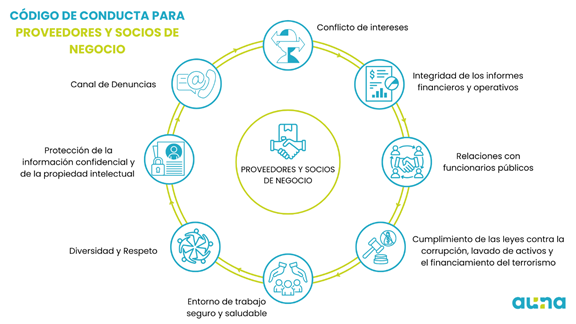 CÓDIGO DE CONDUCTA PARA
PROVEEDORES Y SOCIOS DE
NEGOCIO
Conflicto de intereses
Integridad de los informes
financieros y operativos
Relaciones con
funcionarios públicos
Cumplimiento de las leyes contra la
corrupción, lavado de activos y
el financiamiento del terrorismo
Entorno de trabajo
seguro y saludable
Diversidad y Respeto
Protección de la
información confidencial y
de la propiedad intelectual
Canal de Denuncias
PROVEEDORES Y SOCIOS
DE NEGOCIO
auna